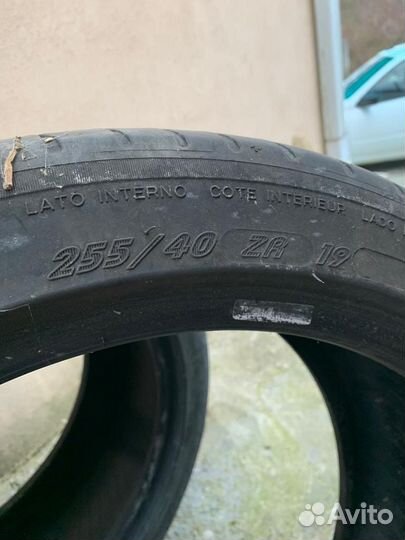 LATO INTERNO COTE INTERIEUR LADO
255/40 ZR 19
Avito